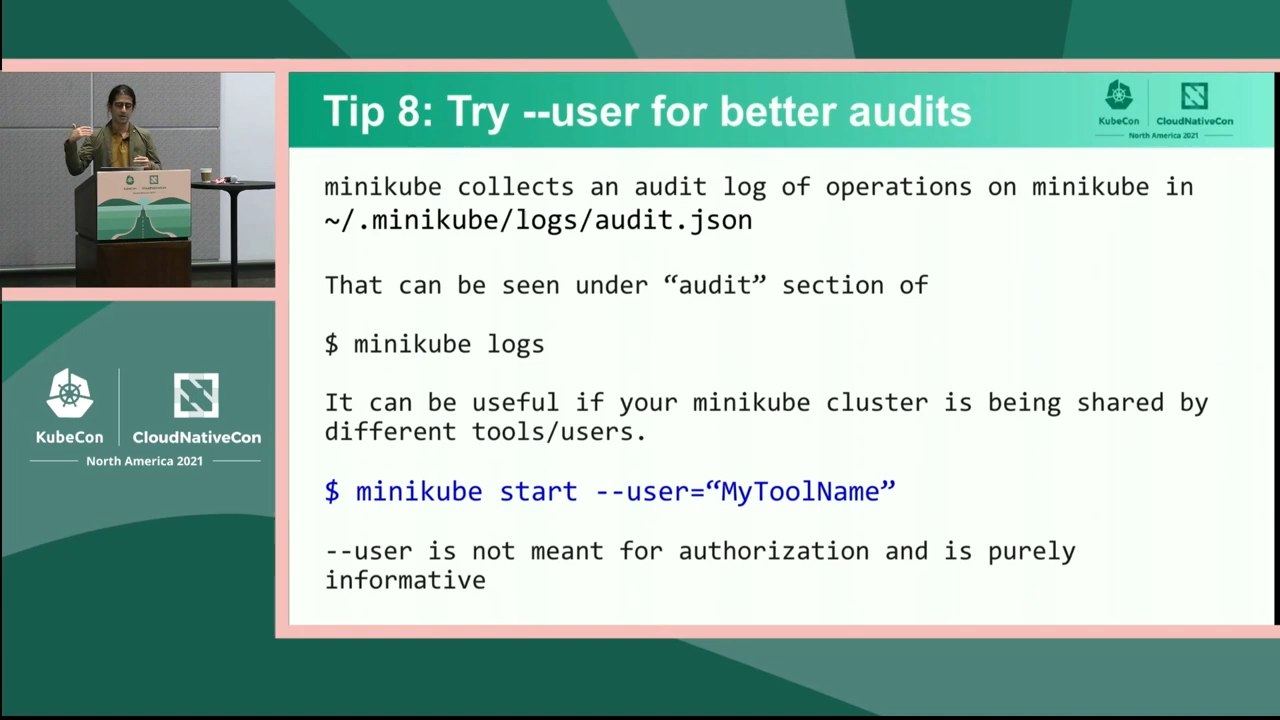 Tip 8: Try --user for better audits
KubeCon
CloudNativeCon
North America 2021
minikube collects an audit log of operations on minikube in
~/.minikube/logs/audit.json
That can be seen under “audit” section of
$ minikube logs
It can be useful if your minikube cluster is being shared by
different tools/users.
$ minikube start --user=“MyToolName”
--user is not meant for authorization and is purely
informative
KubeCon
CloudNativeCon
North America 2021